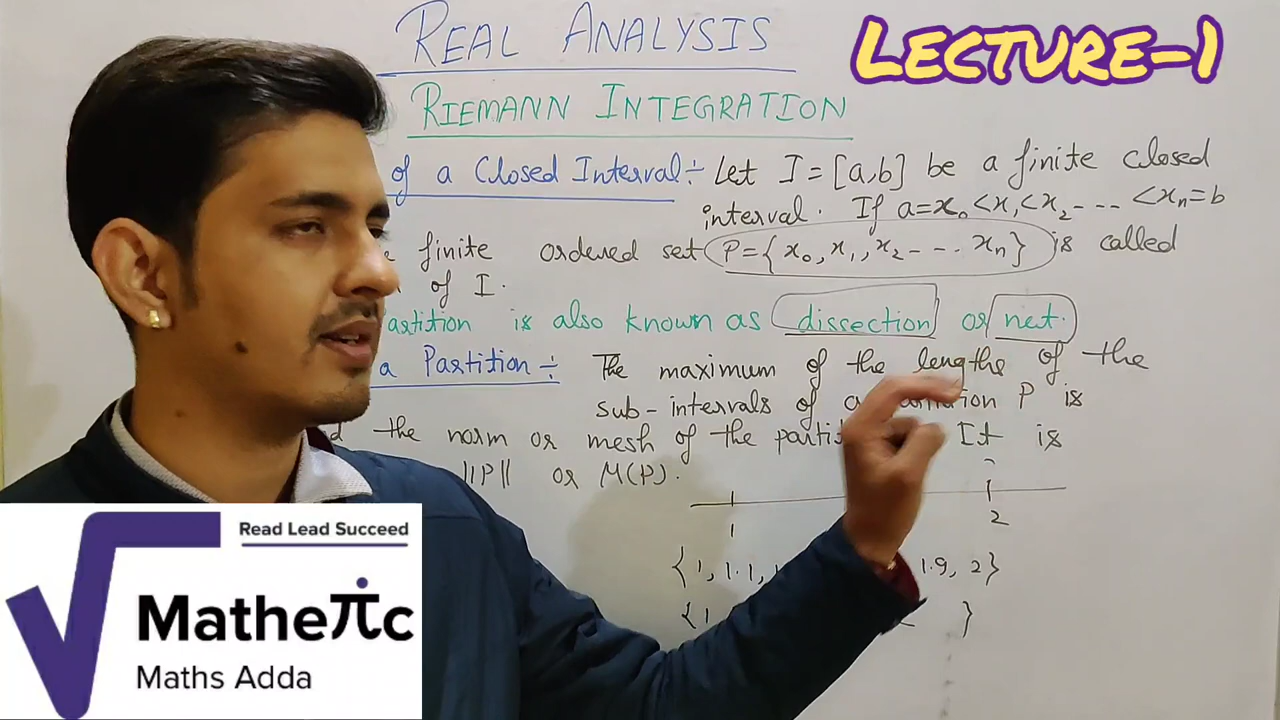 REAL ANALYSIS
LECTURE-1
RIEMANN INTEGRATION
of a Closed Interval ÷ Let I = [a,b] be a finite closed
interval. If a=x₀<x₁<x₂---- <xₙ=b
finite ordered set P={x₀,x₁,x₂--- xₙ} is called
of I.
artition is also known as dissection or net.
a Partition ÷ The maximum of the lengths of the
sub-intervals of P is
the norm or mesh of the partit It is
||P|| or M(P).
1 2
{1, 1.1, 1.9, 2}
{1 }
Read Lead Succeed
Matheπc
Maths Adda